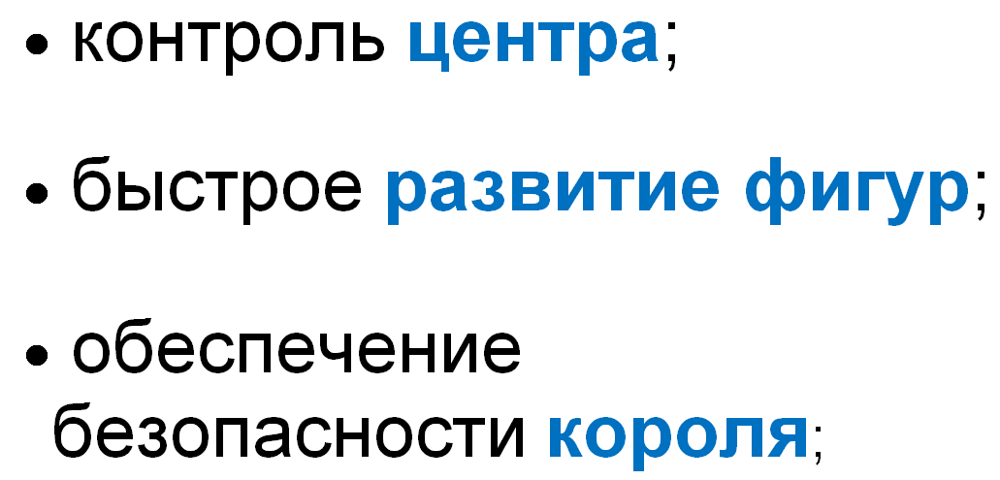 • контроль центра;
• быстрое развитие фигур;
• обеспечение
безопасности короля;